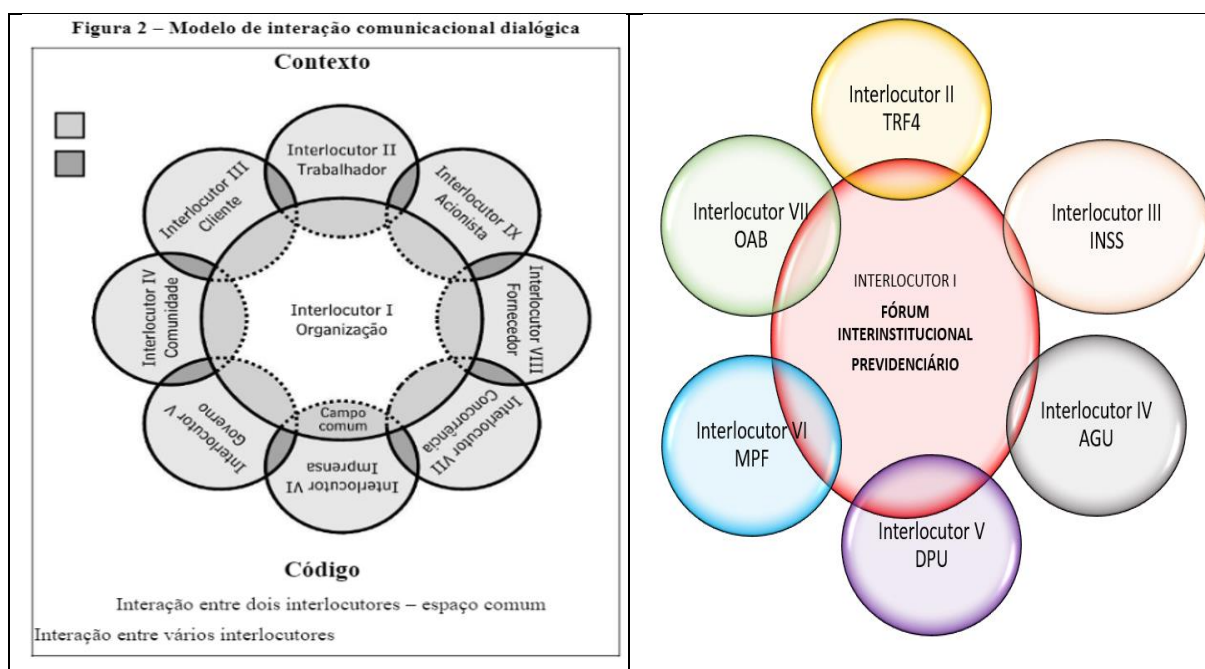 Figura 2 – Modelo de interação comunicacional dialógica
Contexto
Interlocutor II
Trabalhador
Interlocutor IX
Acionista
Interlocutor VIII
Fornecedor
Interlocutor VII
Concorrência
Interlocutor VI
Imprensa
Interlocutor V
Governo
Interlocutor IV
Comunidade
Interlocutor III
Cliente
Interlocutor I
Organização
Campo
comum
Código
Interação entre dois interlocutores – espaço comum
Interação entre vários interlocutores
Interlocutor II
TRF4
Interlocutor III
INSS
Interlocutor IV
AGU
Interlocutor V
DPU
Interlocutor VI
MPF
Interlocutor VII
OAB
INTERLOCUTOR I
FÓRUM
INTERINSTITUCIONAL
PREVIDENCIÁRIO